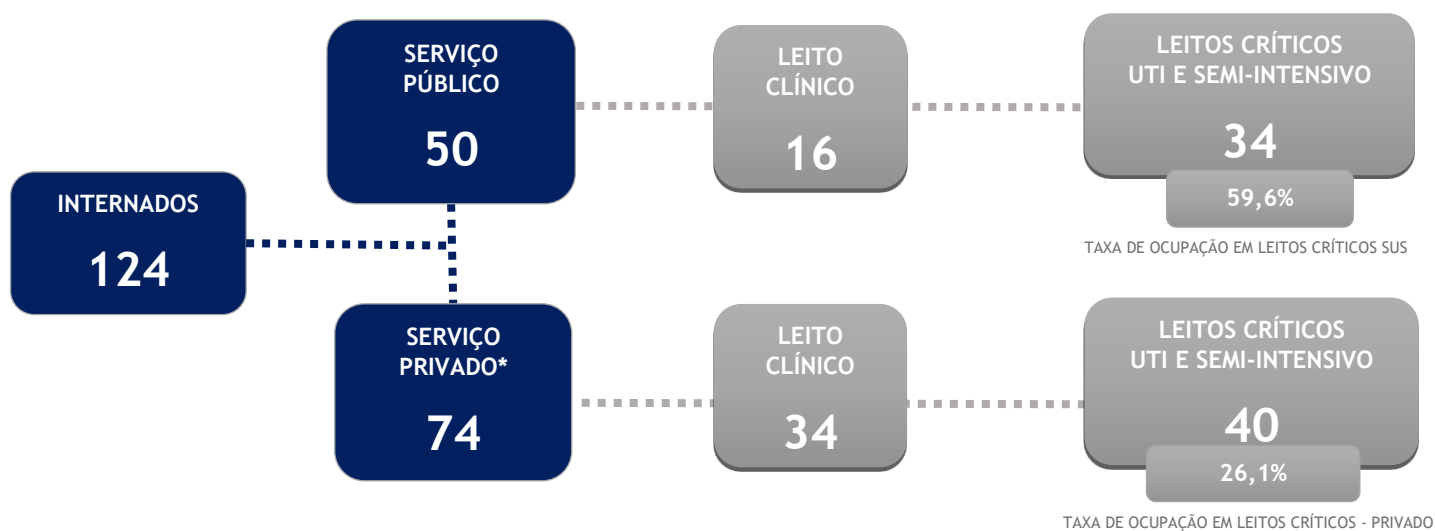 INTERNADOS
124
SERVIÇO
PÚBLICO
50
LEITO
CLÍNICO
16
LEITOS CRÍTICOS
UTI E SEMI-INTENSIVO
34
59,6%
TAXA DE OCUPAÇÃO EM LEITOS CRÍTICOS SUS
SERVIÇO
PRIVADO*
74
LEITO
CLÍNICO
34
LEITOS CRÍTICOS
UTI E SEMI-INTENSIVO
40
26,1%
TAXA DE OCUPAÇÃO EM LEITOS CRÍTICOS - PRIVADO